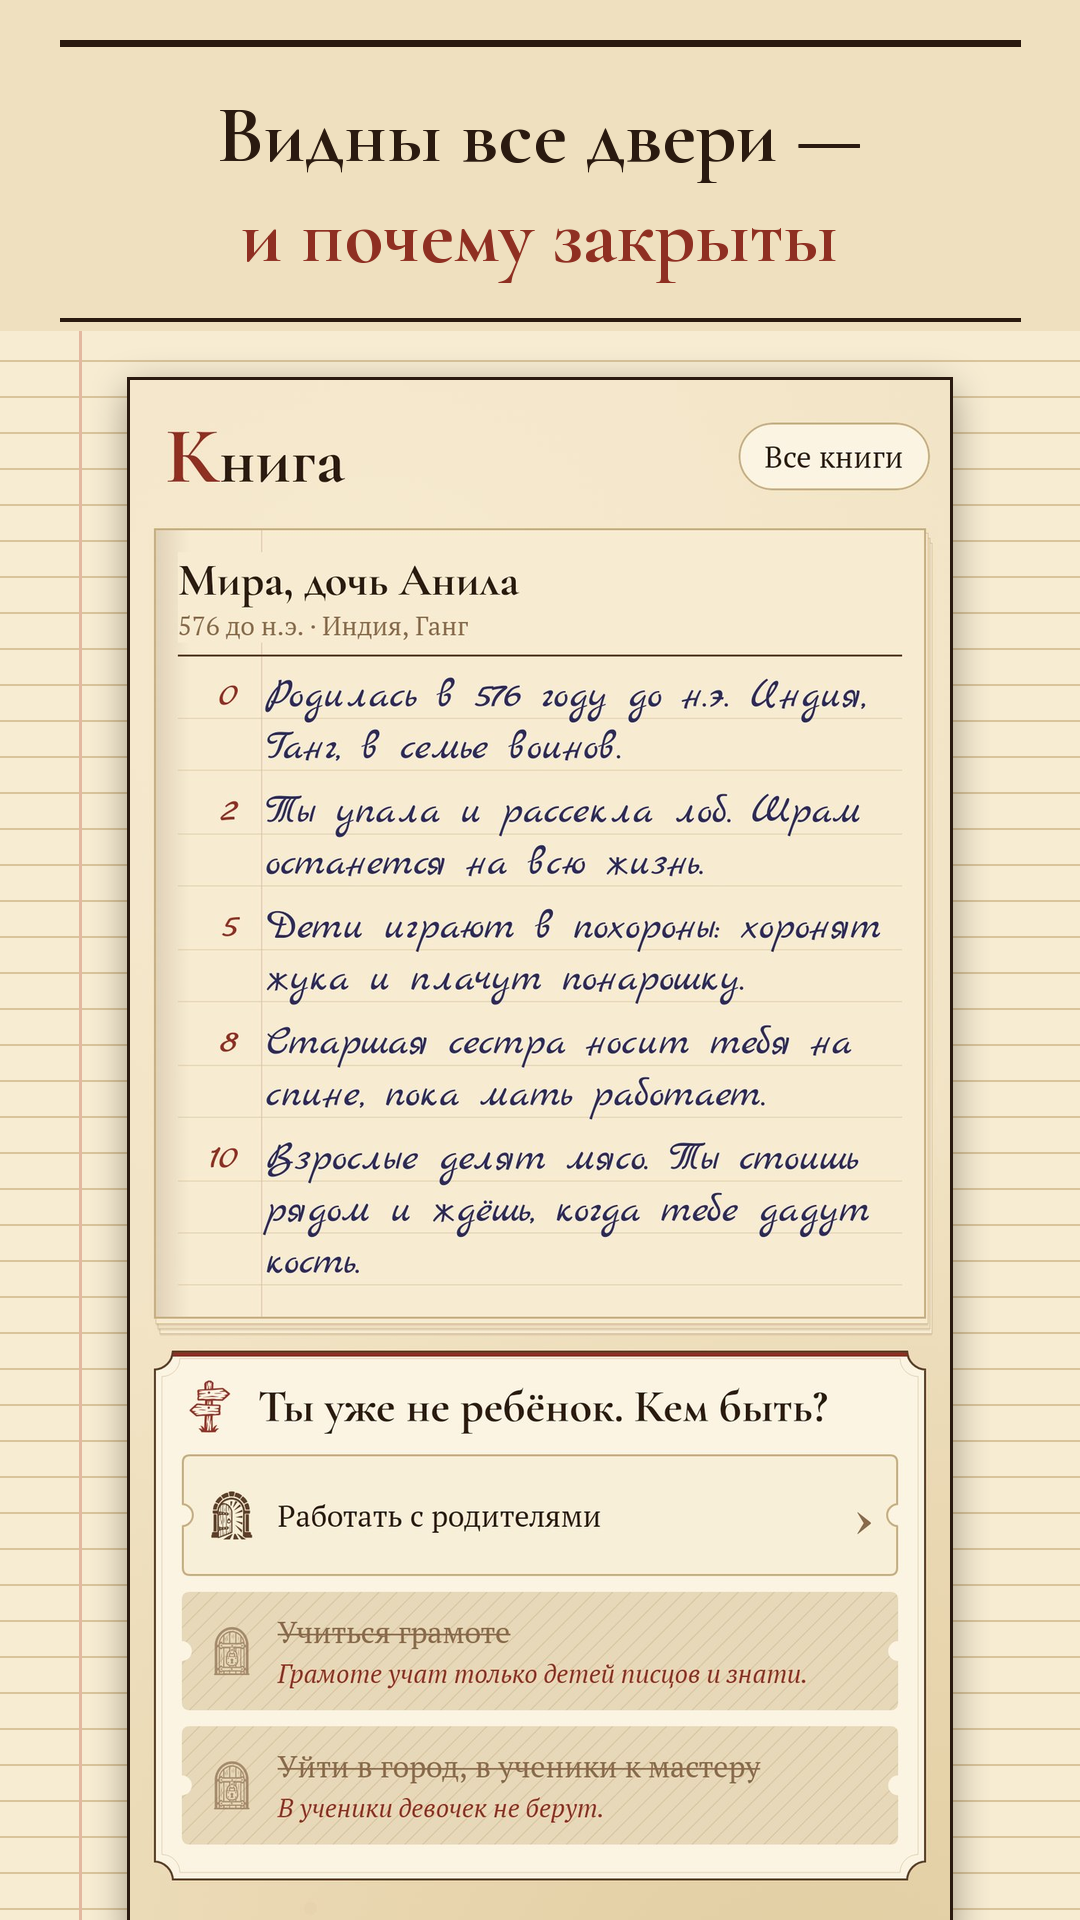 Видны все двери —
и почему закрыты
Книга
Все книги
Мира, дочь Анила
576 до н.э. · Индия, Ганг
0 Родилась в 576 году до н.э. Индия,
Ганг, в семье воинов.
2 Ты упала и рассекла лоб. Шрам
останется на всю жизнь.
5 Дети играют в похороны: хоронят
жука и плачут понарошку.
8 Старшая сестра носит тебя на
спине, пока мать работает.
10 Взрослые делят мясо. Ты стоишь
рядом и ждёшь, когда тебе дадут
кость.
Ты уже не ребёнок. Кем быть?
Работать с родителями
Учиться грамоте
Грамоте учат только детей писцов и знати.
Уйти в город, в ученики к мастеру
В ученики девочек не берут.